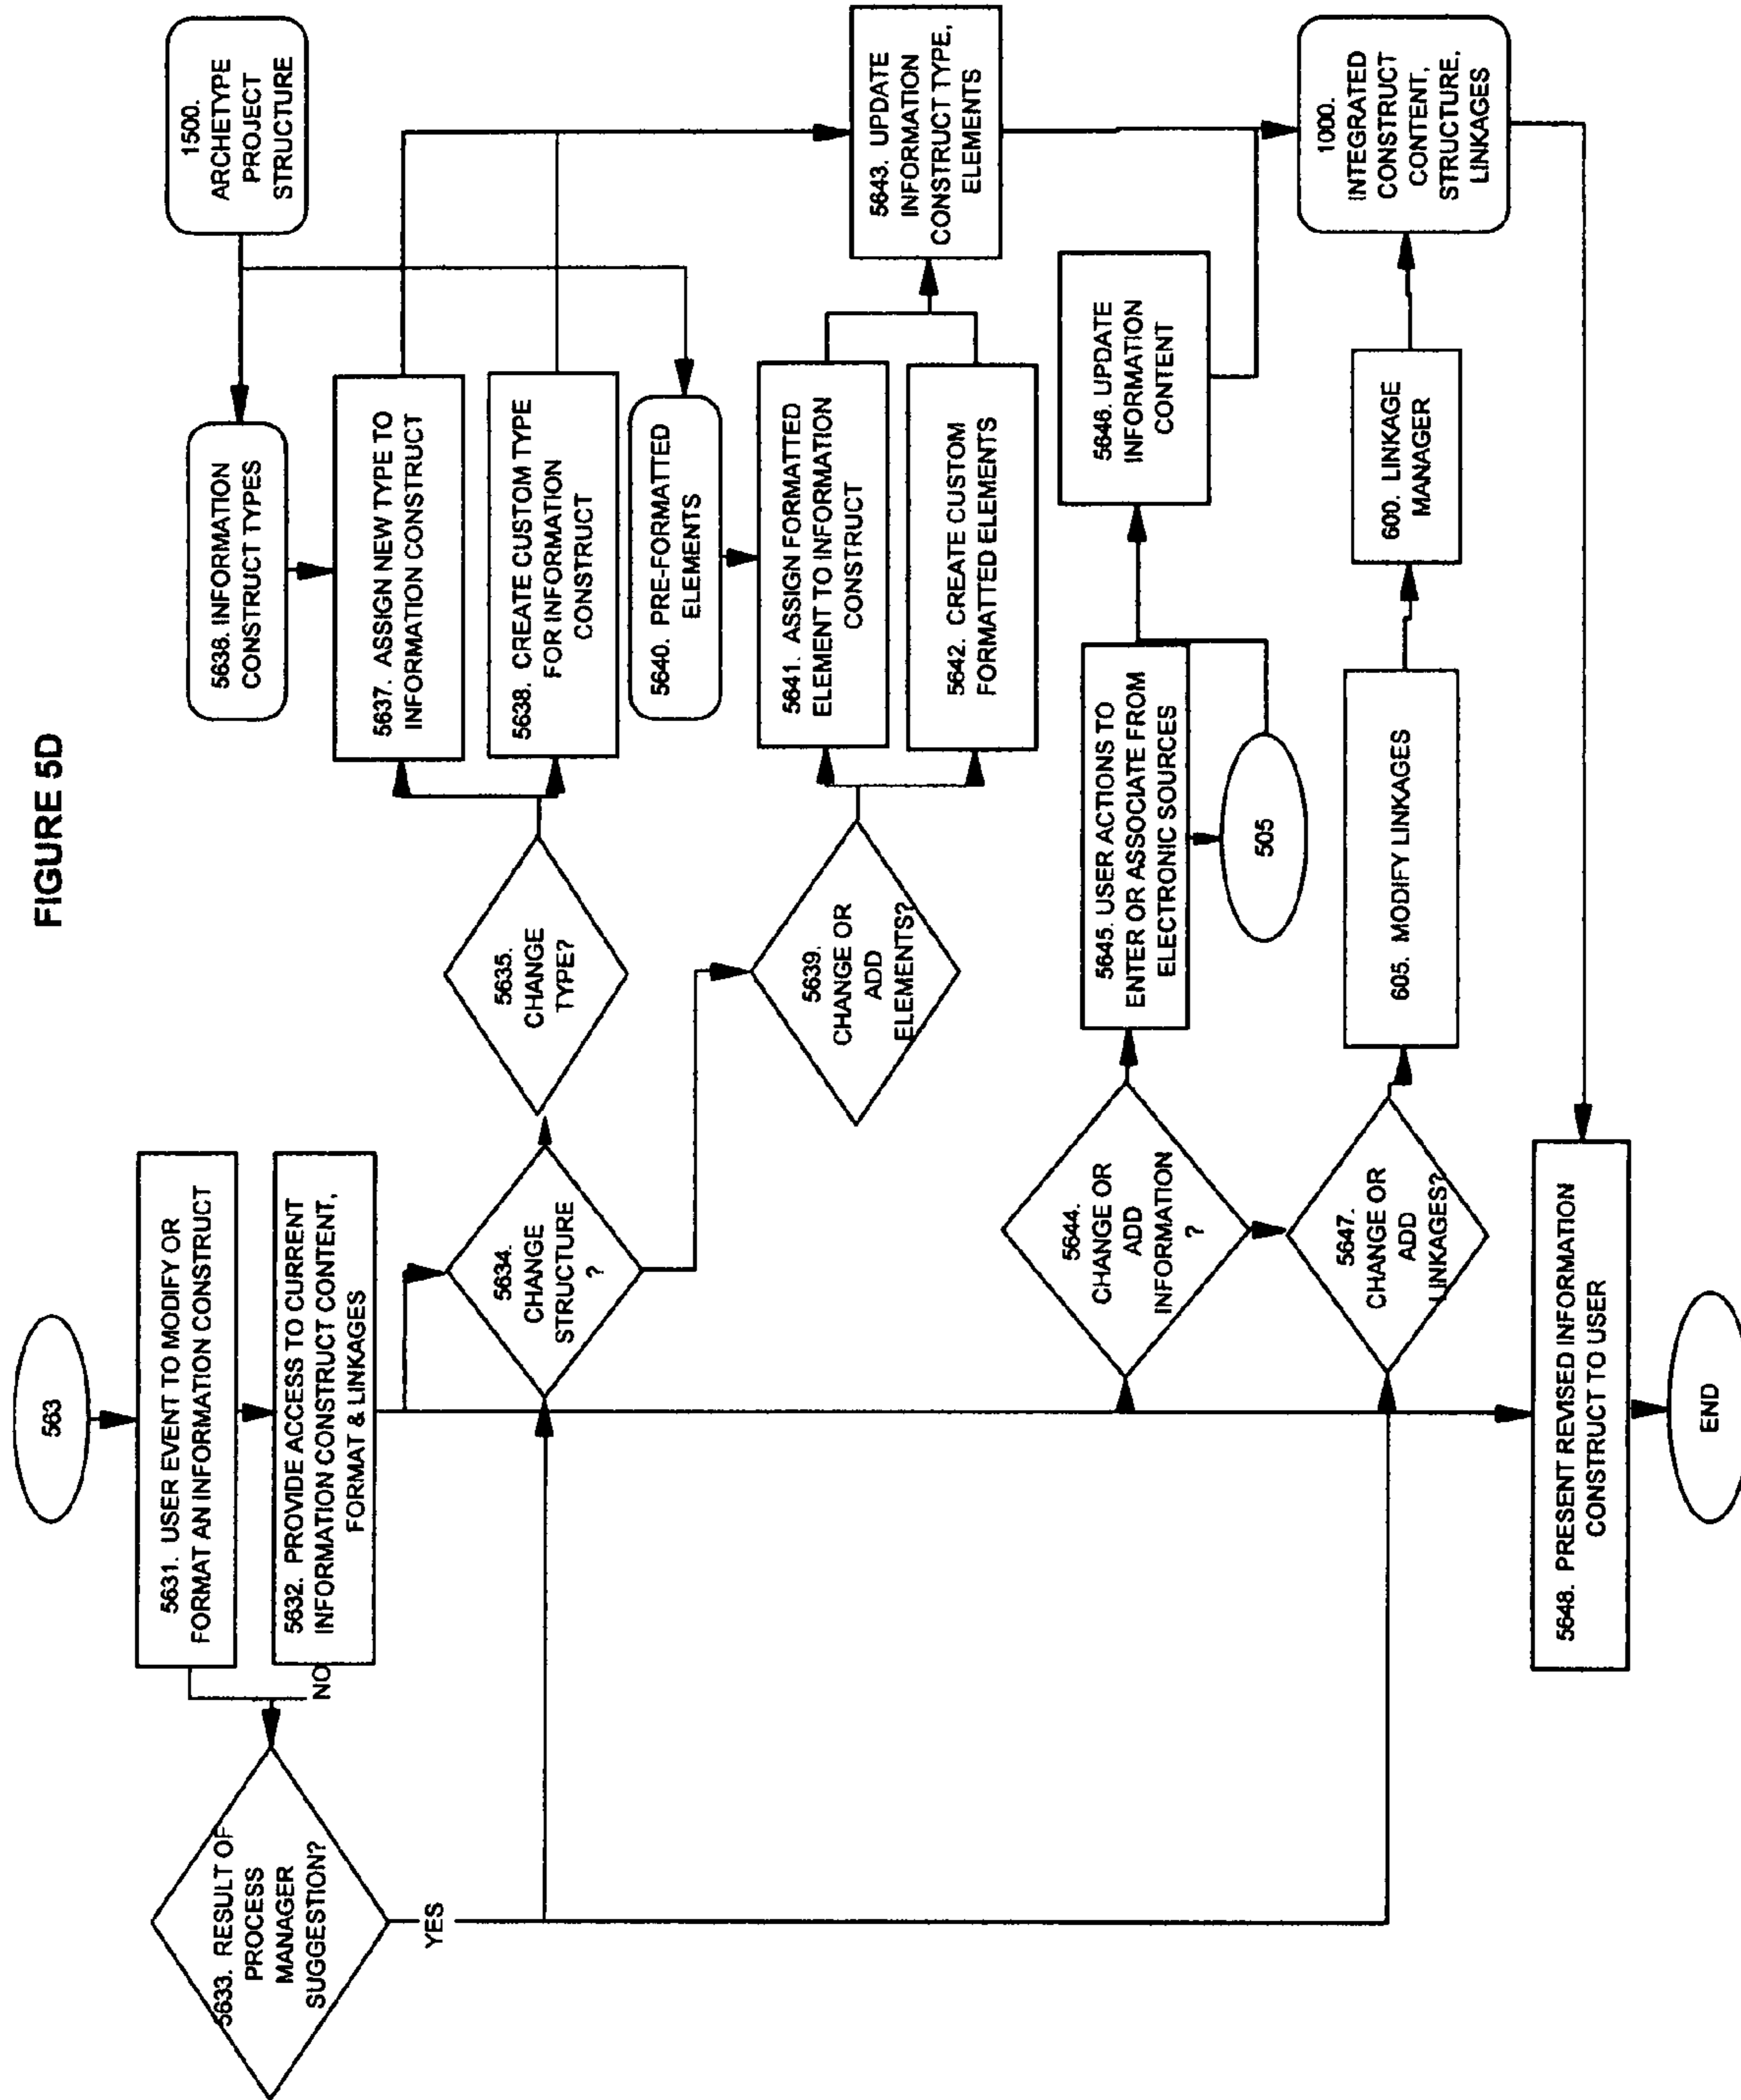 FIGURE 5D
563
5631. USER EVENT TO MODIFY OR
FORMAT AN INFORMATION CONSTRUCT
5632. PROVIDE ACCESS TO CURRENT
INFORMATION CONSTRUCT CONTENT,
FORMAT & LINKAGES
NO
5633. RESULT OF
PROCESS
MANAGER
SUGGESTION?
YES
5634.
CHANGE
STRUCTURE
?
5635.
CHANGE
TYPE?
1500.
ARCHETYPE
PROJECT
STRUCTURE
5636. INFORMATION
CONSTRUCT TYPES
5637. ASSIGN NEW TYPE TO
INFORMATION CONSTRUCT
5638. CREATE CUSTOM TYPE
FOR INFORMATION
CONSTRUCT
5639.
CHANGE OR
ADD
ELEMENTS?
5640. PRE-FORMATTED
ELEMENTS
5641. ASSIGN FORMATTED
ELEMENT TO INFORMATION
CONSTRUCT
5642. CREATE CUSTOM
FORMATTED ELEMENTS
5643. UPDATE
INFORMATION
CONSTRUCT TYPE,
ELEMENTS
5644.
CHANGE OR
ADD
INFORMATION
?
5645. USER ACTIONS TO
ENTER OR ASSOCIATE FROM
ELECTRONIC SOURCES
505
5646. UPDATE
INFORMATION
CONTENT
5647.
CHANGE OR
ADD
LINKAGES?
605. MODIFY LINKAGES
600. LINKAGE
MANAGER
1000.
INTEGRATED
CONSTRUCT
CONTENT,
STRUCTURE,
LINKAGES
5648. PRESENT REVISED INFORMATION
CONSTRUCT TO USER
END